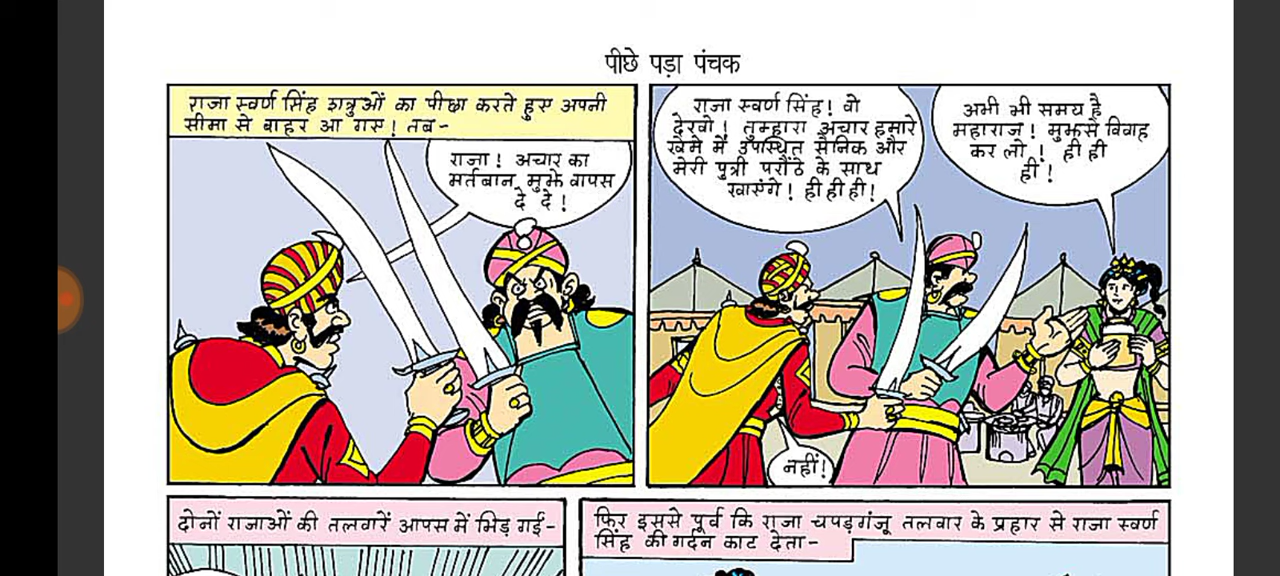 पीछे पड़ा पंचक
राजा स्वर्ण सिंह शत्रुओं का पीछा करते हुए अपनी
सीमा से बाहर आ गए! तब-
राजा! अचार का
मर्तबान मुझे वापस
दे दे!
राजा स्वर्ण सिंह! वो
देखो! तुम्हारा अचार हमारे
खेमे में उपस्थित सैनिक और
मेरी पुत्री परौंठे के साथ
खाएंगे! ही ही ही!
अभी भी समय है
महाराज! मुझसे विवाह
कर लो! ही ही
ही!
नहीं!
दोनों राजाओं की तलवारें आपस में भिड़ गई-
फिर इससे पूर्व कि राजा चपड़गंजू तलवार के प्रहार से राजा स्वर्ण
सिंह की गर्दन काट देता-